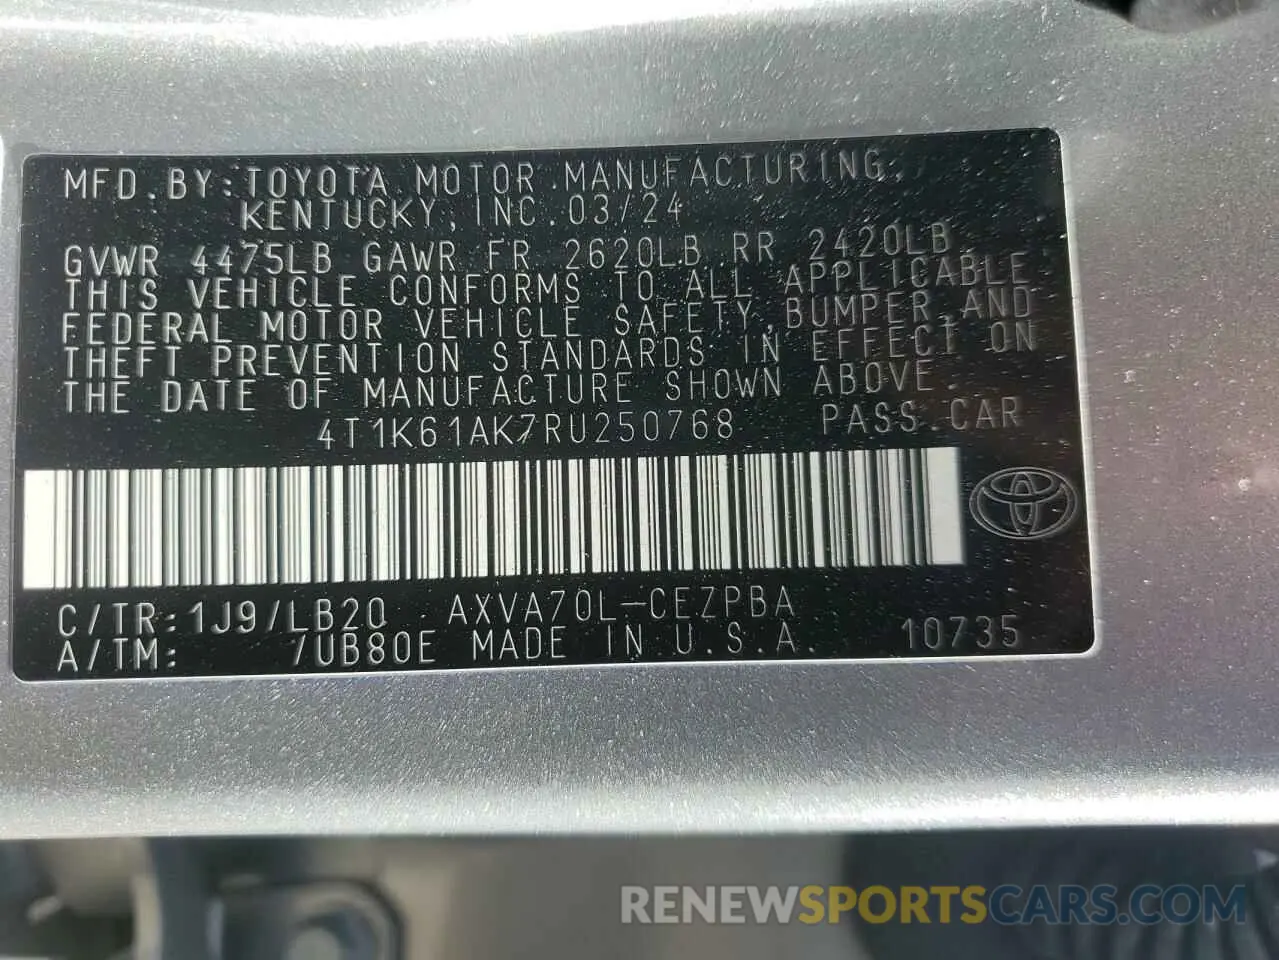 MFD.BY:TOYOTA MOTOR MANUFACTURING,
KENTUCKY, INC. 03/24
GVWR 4475LB GAWR FR 2620LB RR 2420LB
THIS VEHICLE CONFORMS TO ALL APPLICABLE
FEDERAL MOTOR VEHICLE SAFETY, BUMPER, AND
THEFT PREVENTION STANDARDS IN EFFECT ON
THE DATE OF MANUFACTURE SHOWN ABOVE.
4T1K61AK7RU250768 PASS.CAR
C/TR:1J9/LB20 AXVA70L-CEZPBA
A/TM: 7UB80E MADE IN U.S.A. 10735
RENEWSPORTSCARS.COM